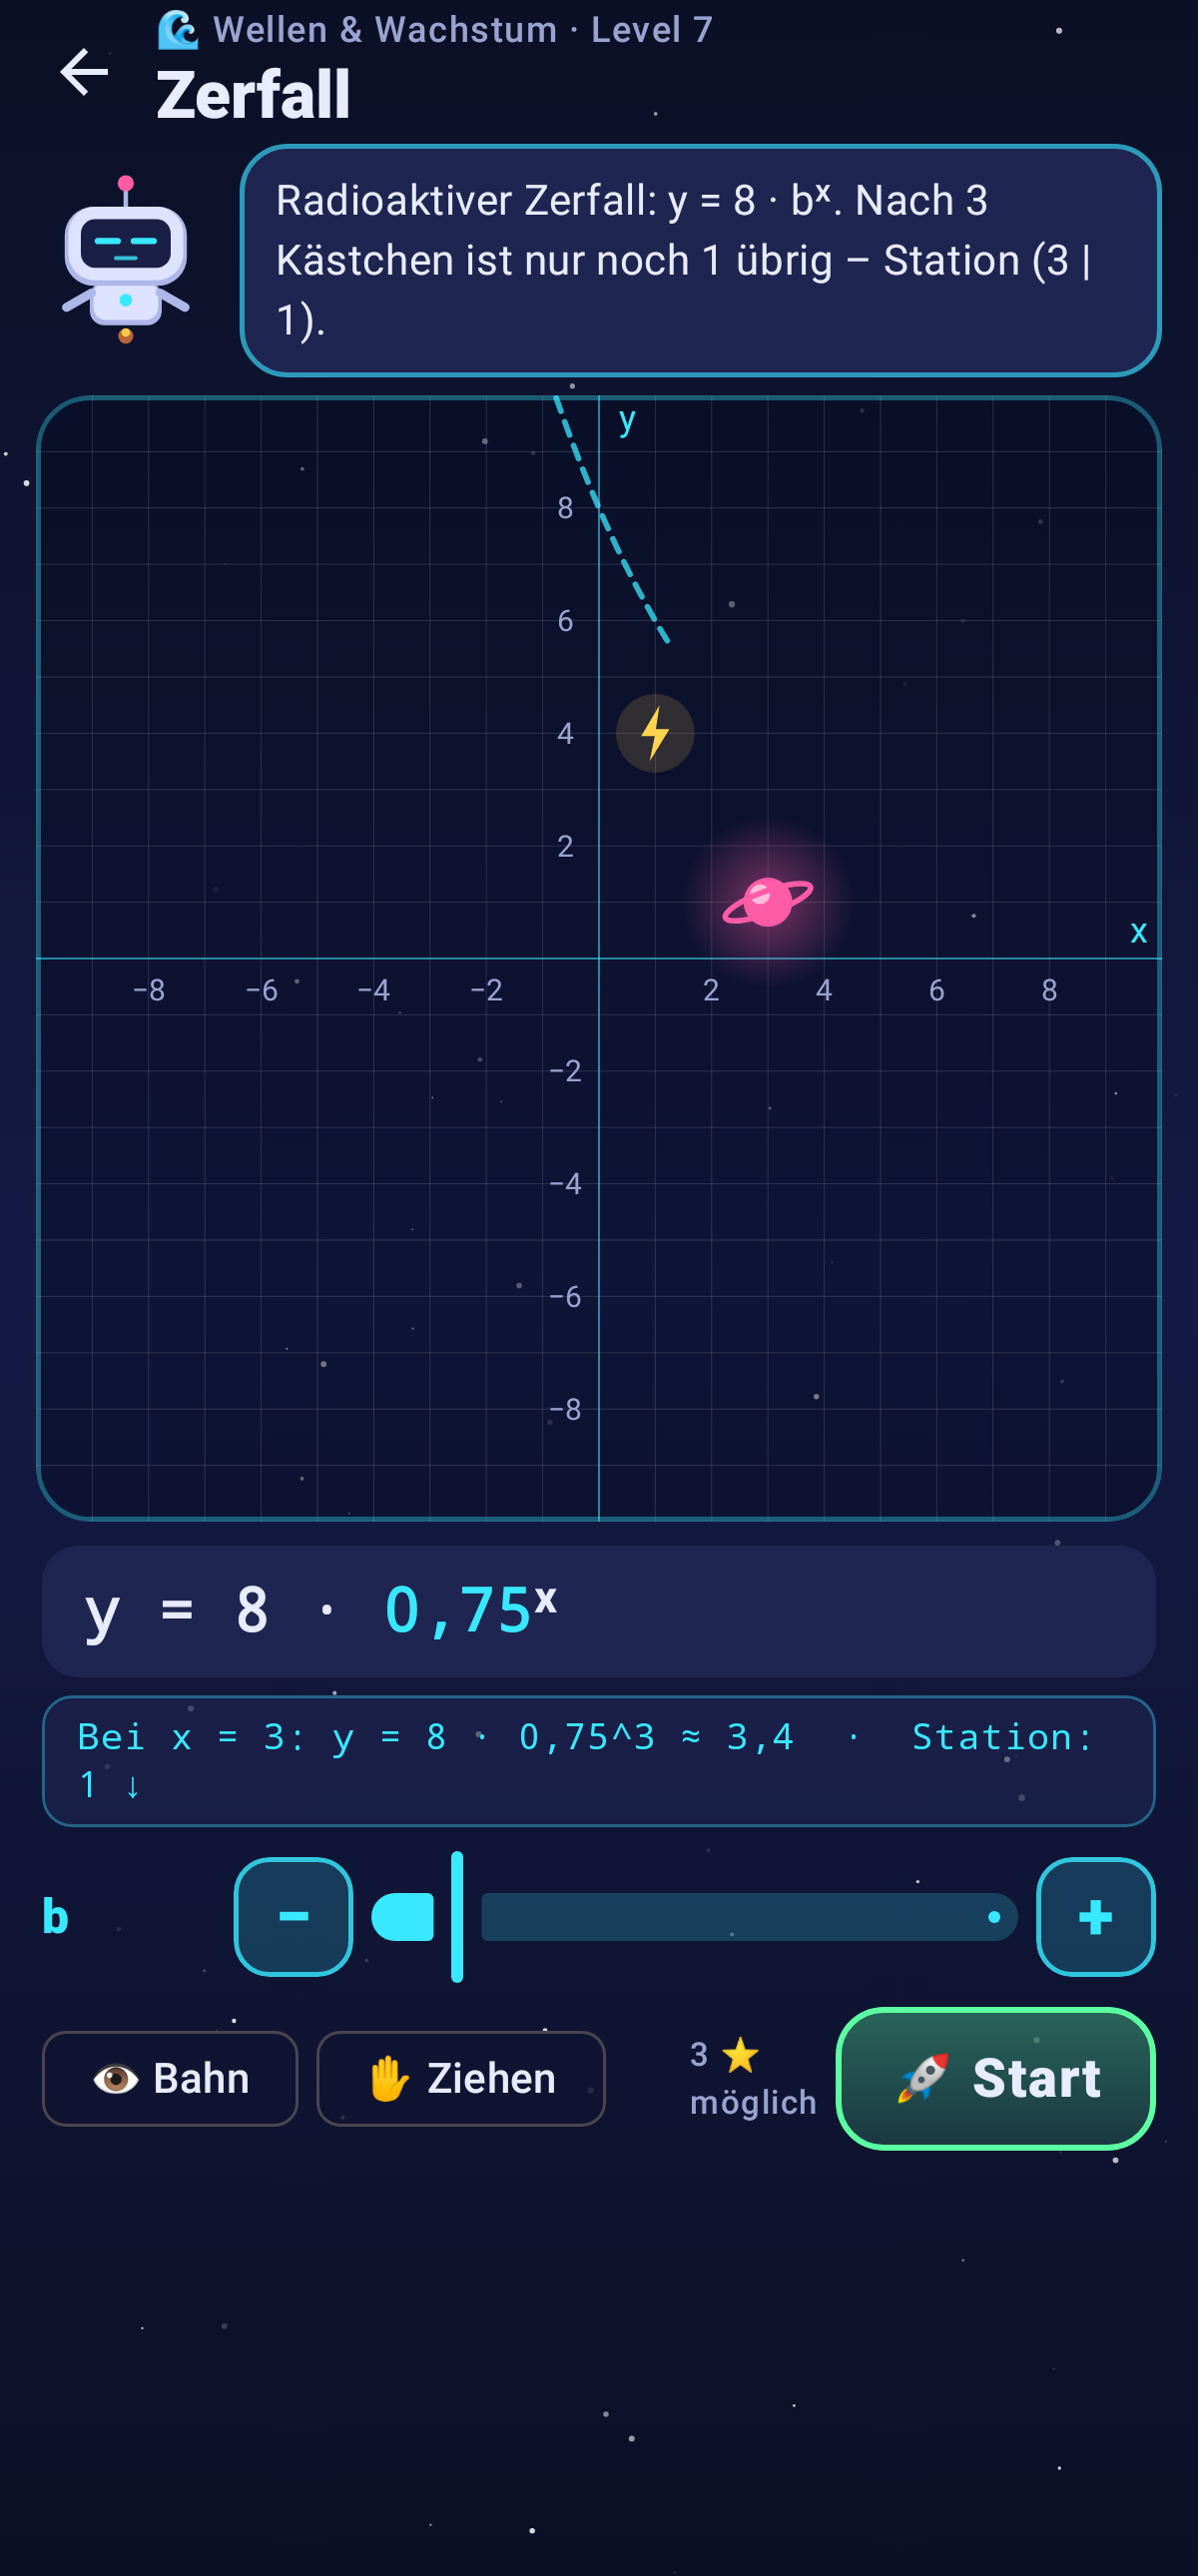 🌊 Wellen & Wachstum · Level 7
Zerfall
Radioaktiver Zerfall: y = 8 · bˣ. Nach 3
Kästchen ist nur noch 1 übrig – Station (3 |
1).
y
8
6
4
2
x
−8 −6 −4 −2 2 4 6 8
−2
−4
−6
−8
y = 8 · 0,75ˣ
Bei x = 3: y = 8 · 0,75^3 ≈ 3,4 · Station:
1 ↓
b − +
👁️ Bahn ✋ Ziehen 3 ⭐ möglich 🚀 Start